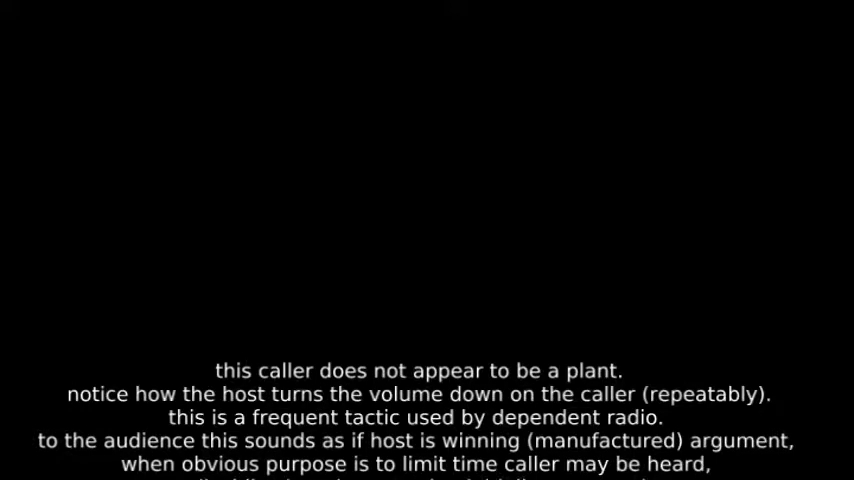 this caller does not appear to be a plant.
notice how the host turns the volume down on the caller (repeatably).
this is a frequent tactic used by dependent radio.
to the audience this sounds as if host is winning (manufactured) argument,
when obvious purpose is to limit time caller may be heard,